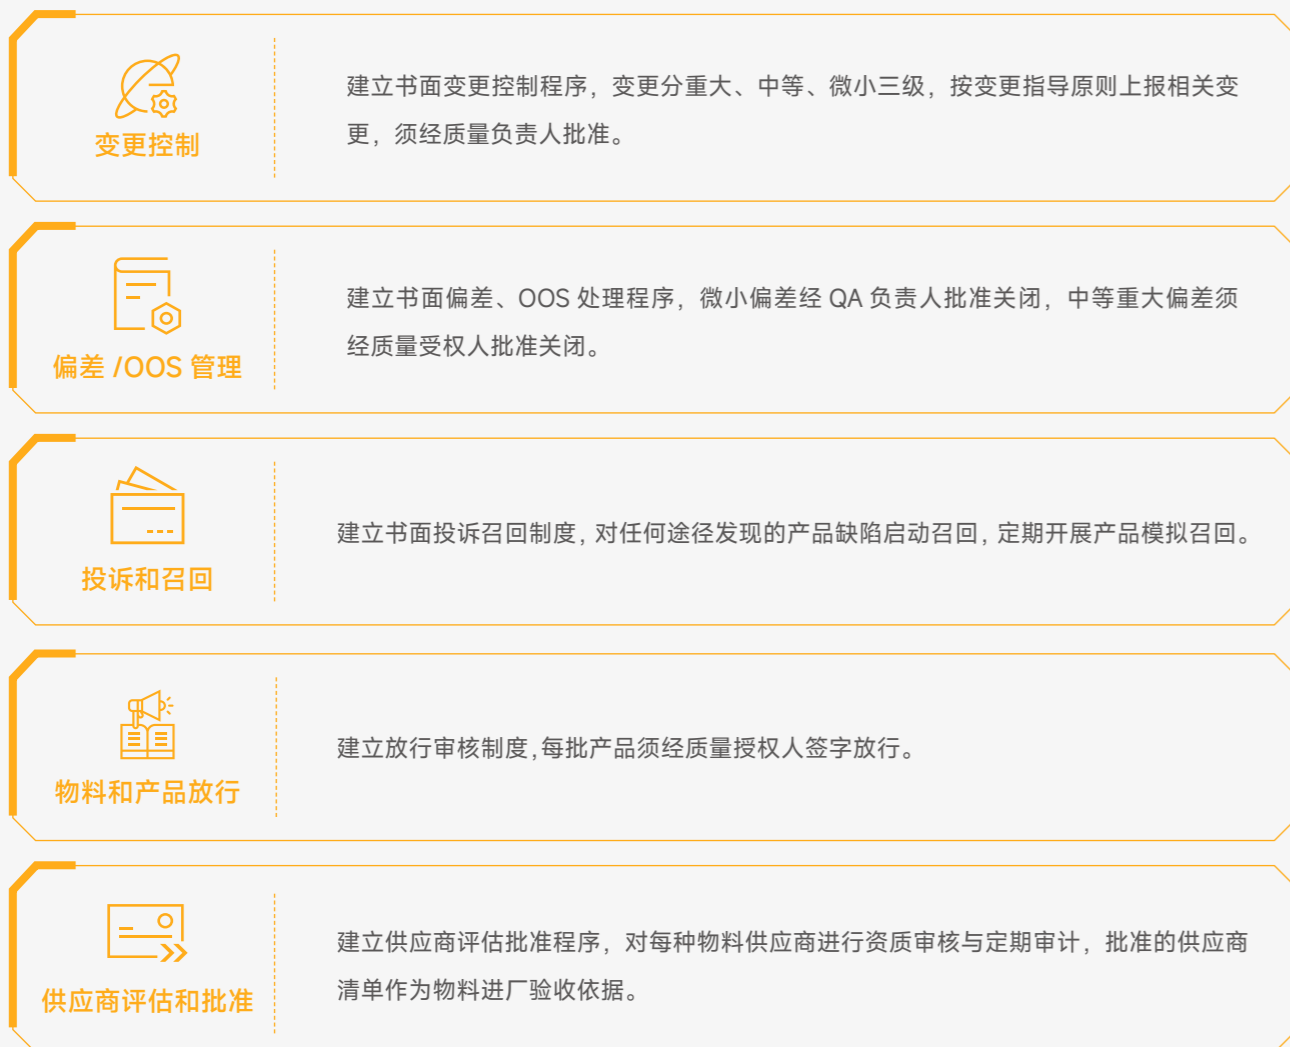 变更控制
建立书面变更控制程序，变更分重大、中等、微小三级，按变更指导原则上报相关变
更，须经质量负责人批准。
偏差 /OOS 管理
建立书面偏差、OOS 处理程序，微小偏差经 QA 负责人批准关闭，中等重大偏差须
经质量受权人批准关闭。
投诉和召回
建立书面投诉召回制度，对任何途径发现的产品缺陷启动召回，定期开展产品模拟召回。
物料和产品放行
建立放行审核制度，每批产品须经质量授权人签字放行。
供应商评估和批准
建立供应商评估批准程序，对每种物料供应商进行资质审核与定期审计，批准的供应商
清单作为物料进厂验收依据。